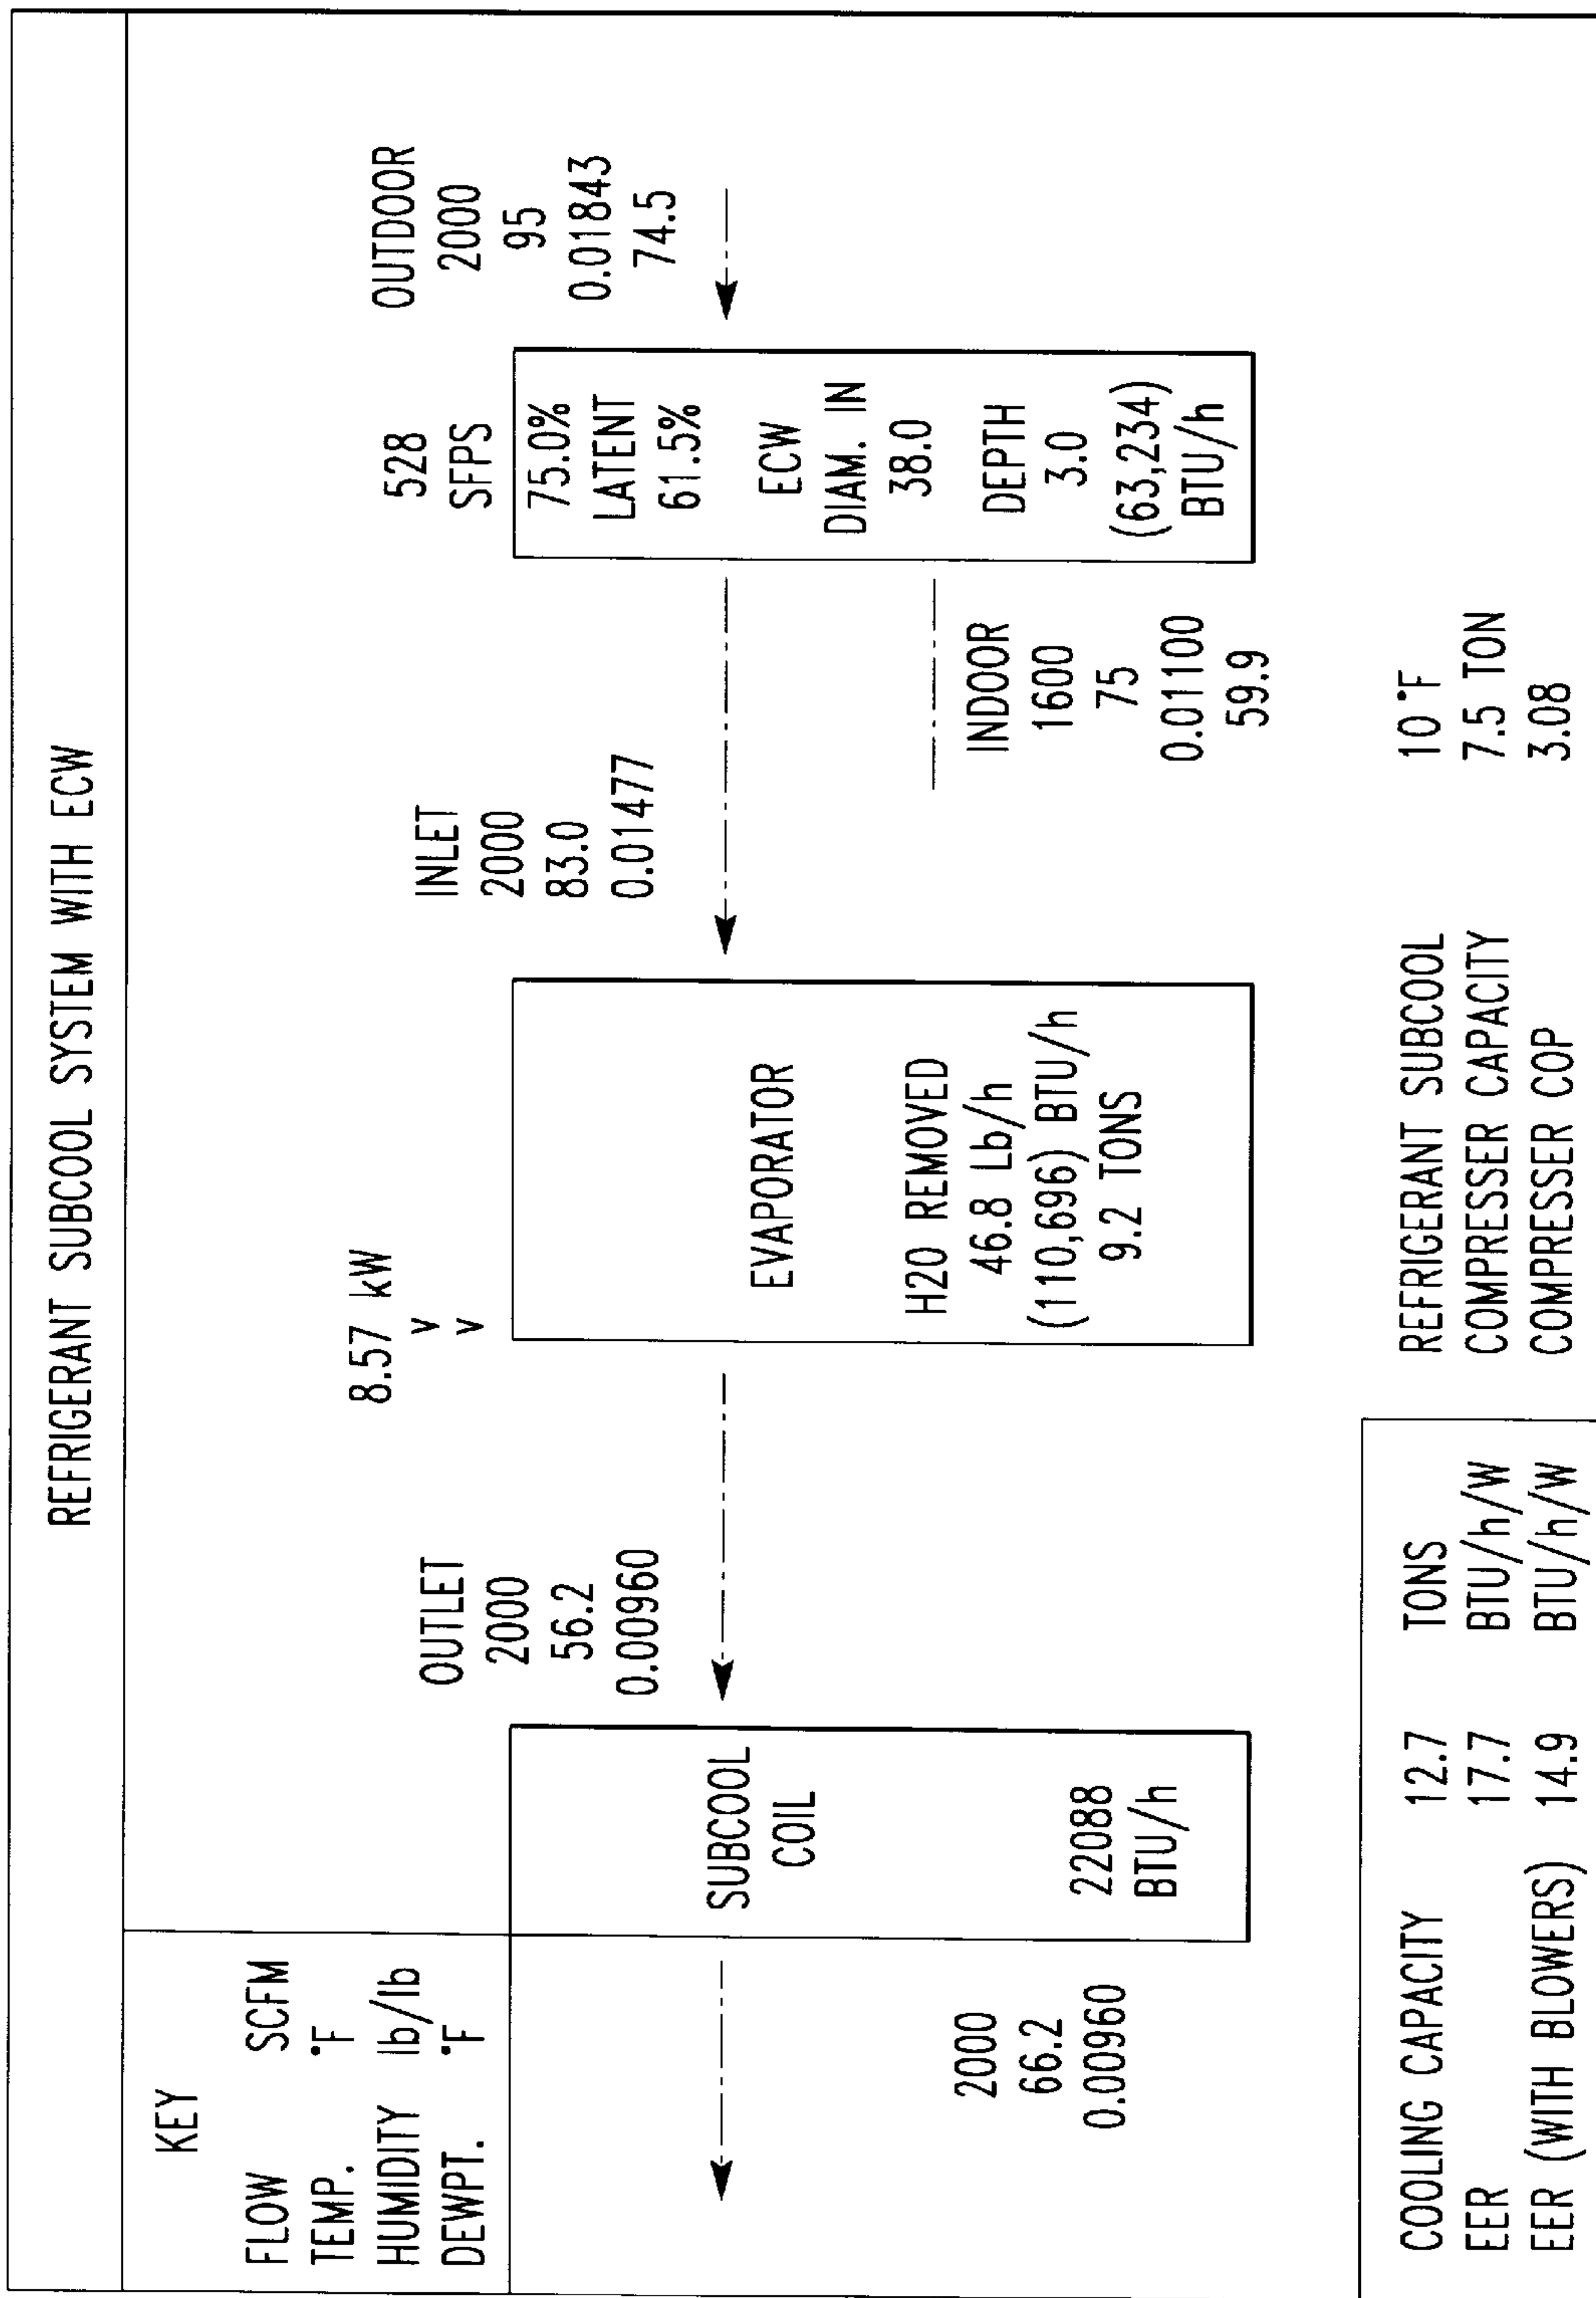 REFRIGERANT SUBCOOL SYSTEM WITH ECW
KEY
FLOW SCFM
TEMP. °F
HUMIDITY lb/lb
DEWPT. °F
2000
66.2
0.00960
SUBCOOL
COIL
22088
BTU/h
OUTLET
2000
56.2
0.00960
8.57 kW
v
v
EVAPORATOR
H2O REMOVED
46.8 Lb/h
(110,696) BTU/h
9.2 TONS
INLET
2000
83.0
0.01477
528
SFPS
75.0%
LATENT
61.5%
ECW
DIAM. IN
38.0
DEPTH
3.0
(63,234)
BTU/h
OUTDOOR
2000
95
0.01843
74.5
INDOOR
1600
75
0.01100
59.9
COOLING CAPACITY 12.7 TONS
EER 17.7 BTU/h/W
EER (WITH BLOWERS) 14.9 BTU/h/W
REFRIGERANT SUBCOOL 10 °F
COMPRESSER CAPACITY 7.5 TON
COMPRESSER COP 3.08